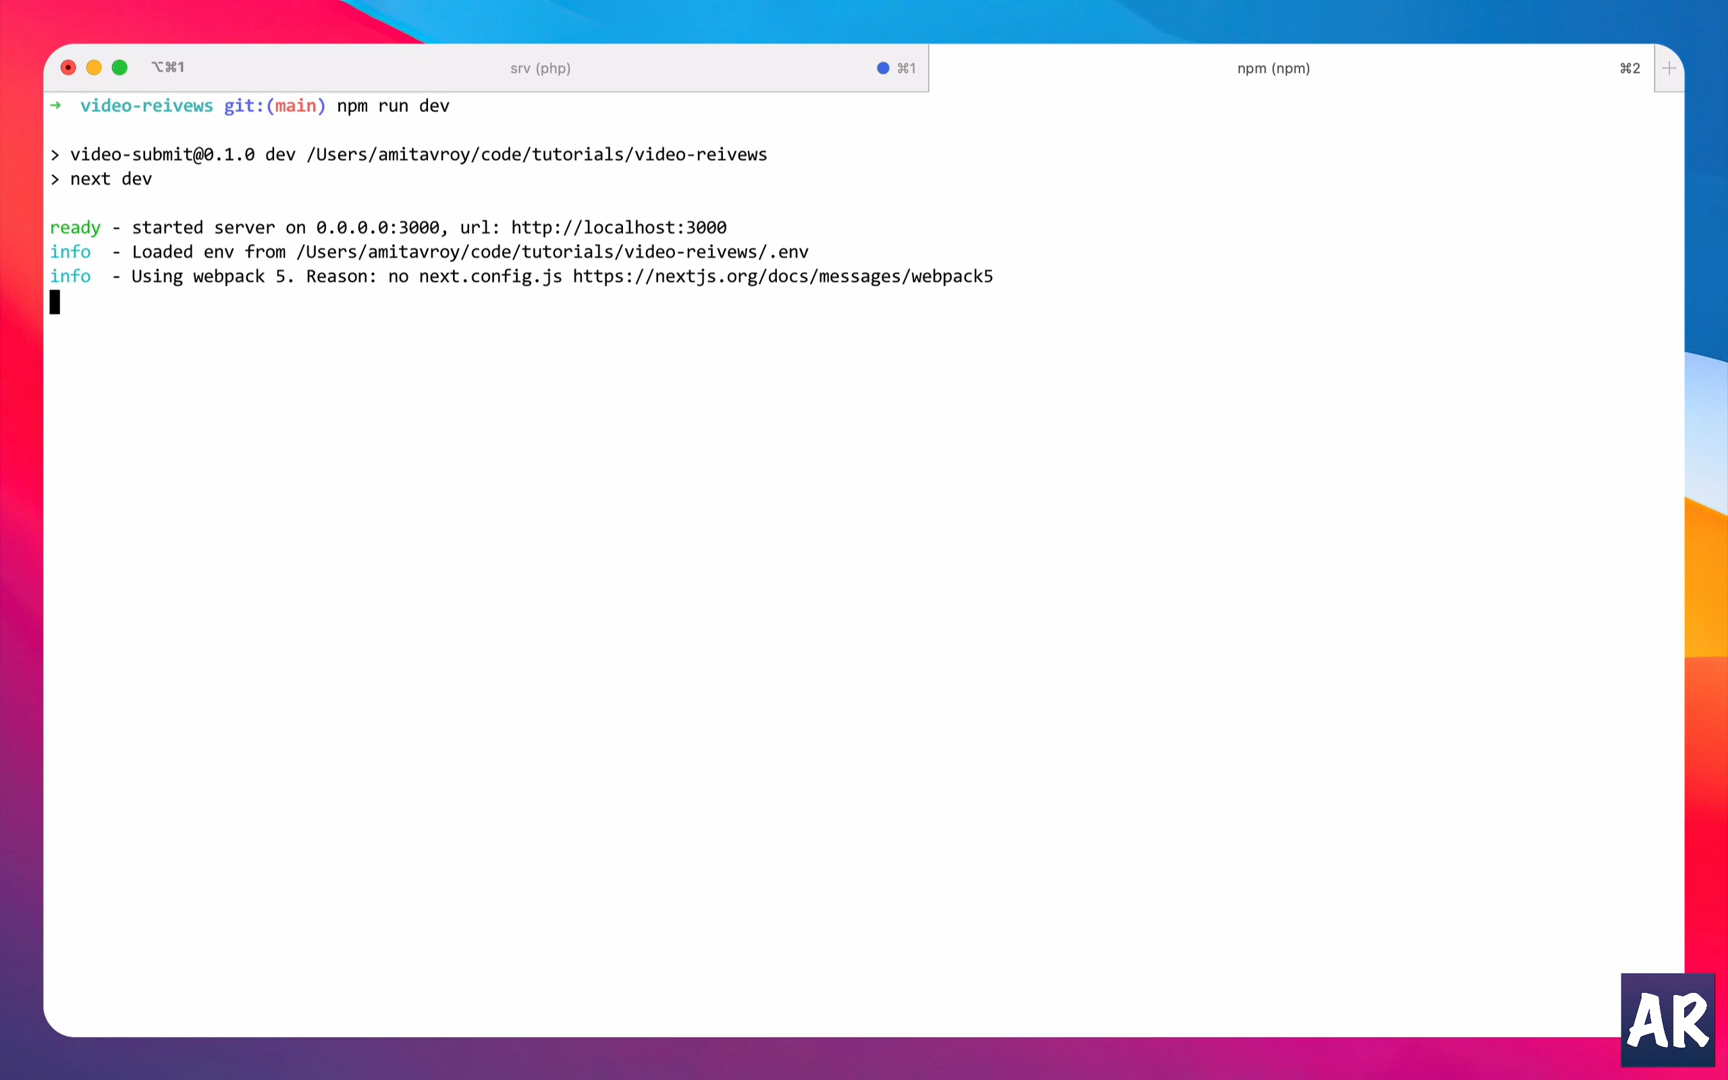 ⌥⌘1
srv (php)
⌘1
npm (npm)
⌘2
→ video-reivews git:(main) npm run dev
> video-submit@0.1.0 dev /Users/amitavroy/code/tutorials/video-reivews
> next dev
ready - started server on 0.0.0.0:3000, url: http://localhost:3000
info - Loaded env from /Users/amitavroy/code/tutorials/video-reivews/.env
info - Using webpack 5. Reason: no next.config.js https://nextjs.org/docs/messages/webpack5
AR